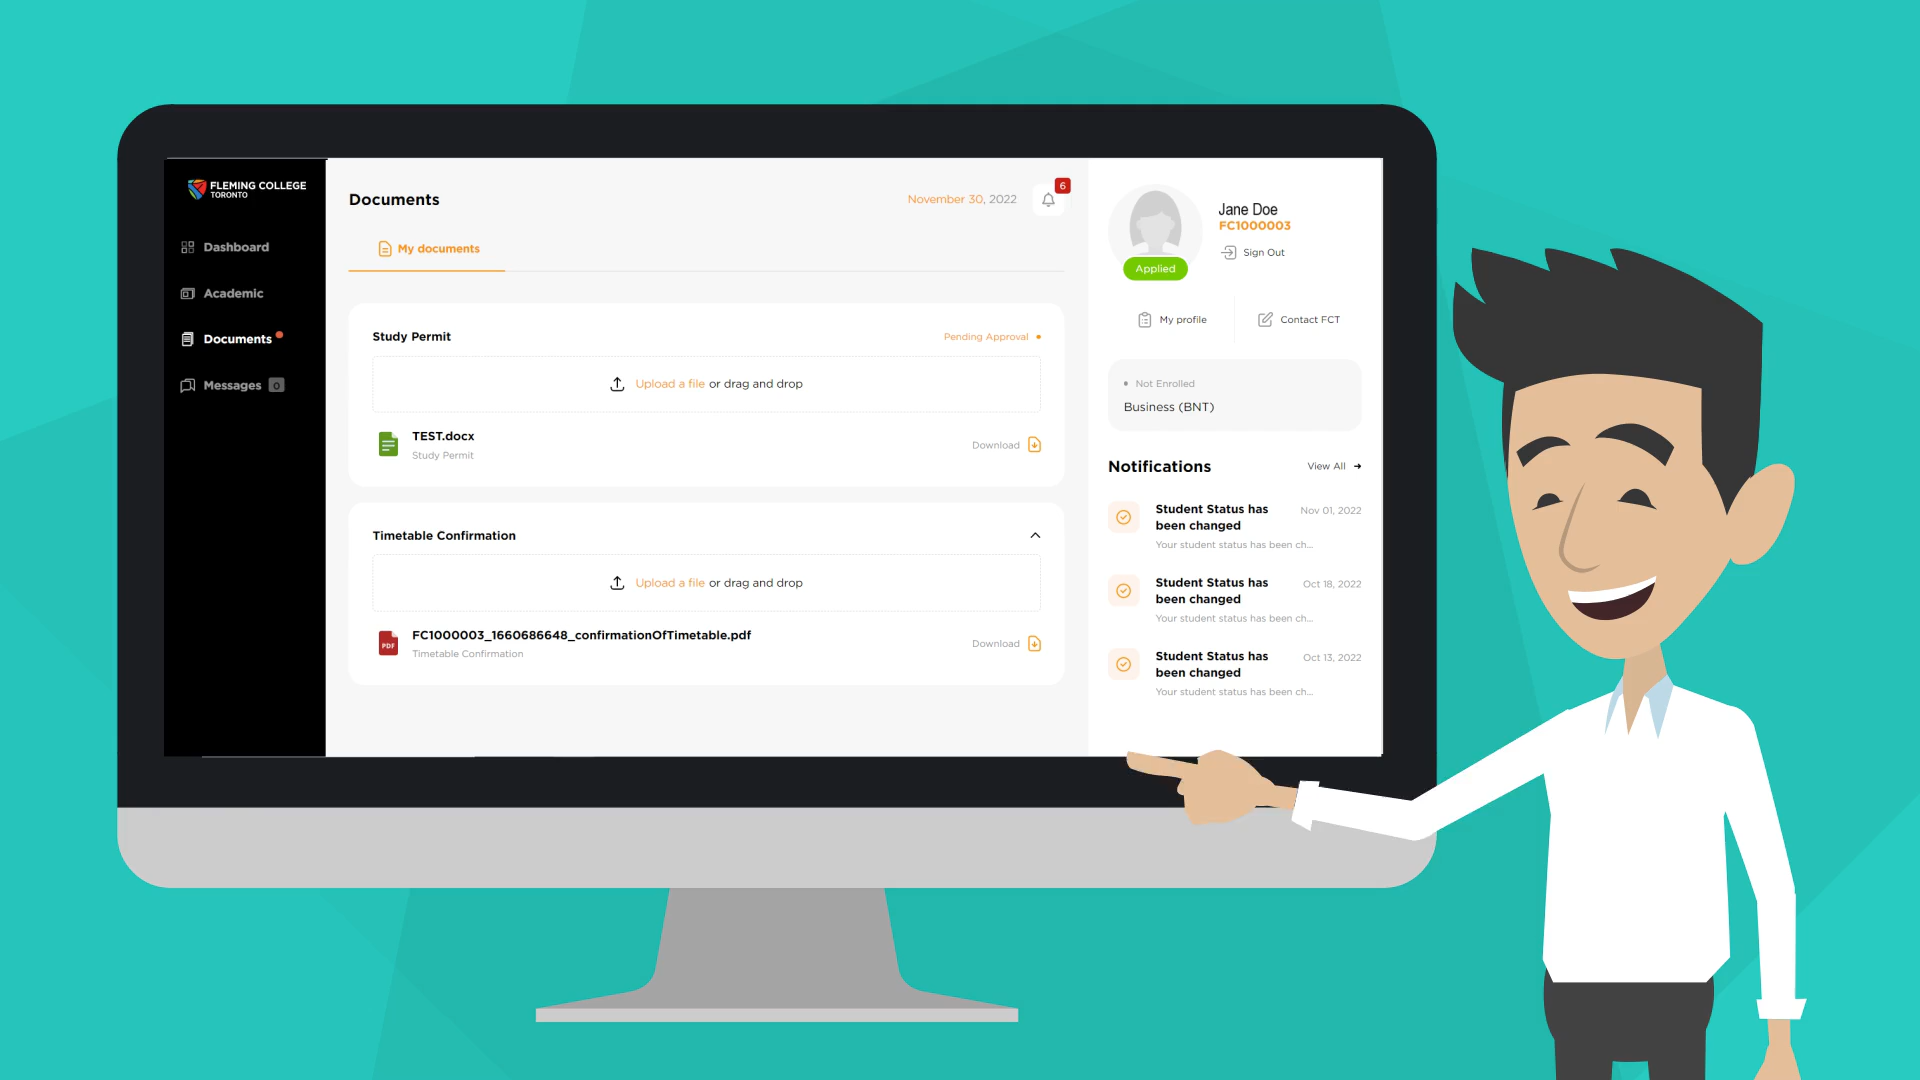 FLEMING COLLEGE
TORONTO
Dashboard
Academic
Documents
Messages 0
Documents
November 30, 2022
6
My documents
Study Permit
Pending Approval
Upload a file or drag and drop
TEST.docx
Study Permit
Download
Timetable Confirmation
Upload a file or drag and drop
PDF
FC1000003_1660686648_confirmationOfTimetable.pdf
Timetable Confirmation
Download
Jane Doe
FC1000003
Sign Out
Applied
My profile
Contact FCT
Not Enrolled
Business (BNT)
Notifications
View All
Student Status has
been changed
Nov 01, 2022
Your student status has been ch...
Student Status has
been changed
Oct 18, 2022
Your student status has been ch...
Student Status has
been changed
Oct 13, 2022
Your student status has been ch...